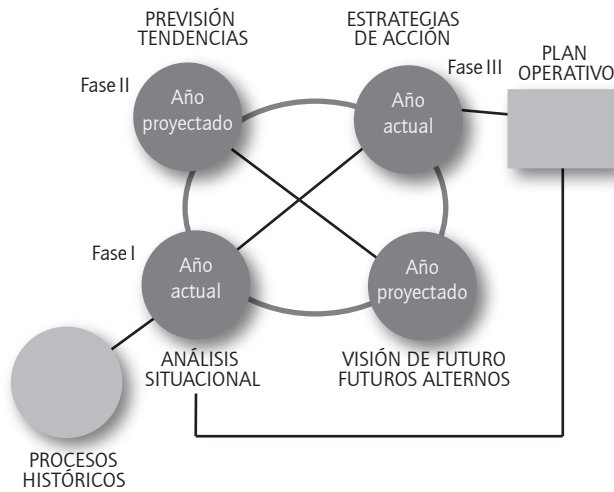 PREVISIÓN
TENDENCIAS
ESTRATEGIAS
DE ACCIÓN
PLAN
OPERATIVO
Fase II
Fase III
Año
proyectado
Año
actual
Fase I
Año
actual
Año
proyectado
ANÁLISIS
SITUACIONAL
VISIÓN DE FUTURO
FUTUROS ALTERNOS
PROCESOS
HISTÓRICOS